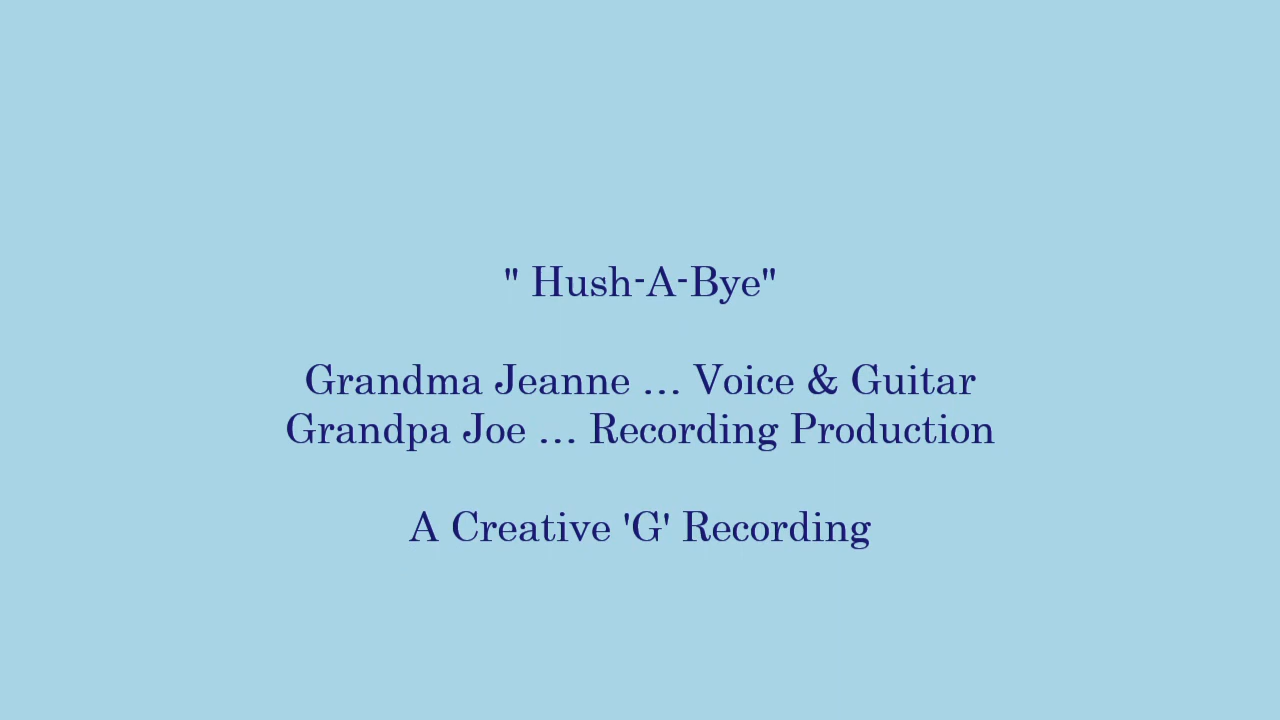 " Hush-A-Bye"
Grandma Jeanne ... Voice & Guitar
Grandpa Joe ... Recording Production
A Creative 'G' Recording